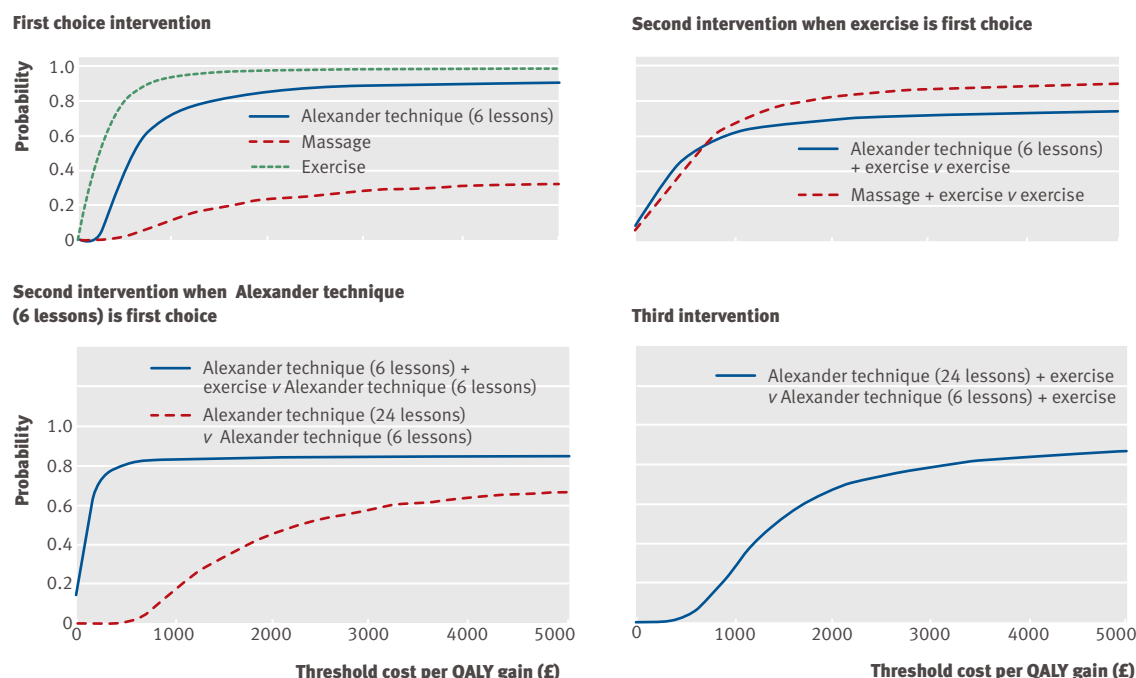 First choice intervention
Probability
1.0
0.8
0.6
0.4
0.2
0
Alexander technique (6 lessons)
Massage
Exercise
Second intervention when exercise is first choice
Alexander technique (6 lessons)
+ exercise v exercise
Massage + exercise v exercise
Second intervention when Alexander technique
(6 lessons) is first choice
Probability
1.0
0.8
0.6
0.4
0.2
0
Alexander technique (6 lessons) +
exercise v Alexander technique (6 lessons)
Alexander technique (24 lessons)
v Alexander technique (6 lessons)
0 1000 2000 3000 4000 5000
Threshold cost per QALY gain (£)
Third intervention
Alexander technique (24 lessons) + exercise
v Alexander technique (6 lessons) + exercise
0 1000 2000 3000 4000 5000
Threshold cost per QALY gain (£)